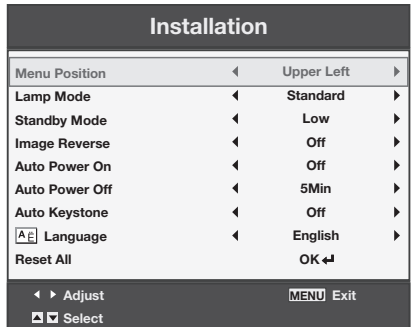 Installation
Menu Position Upper Left
Lamp Mode Standard
Standby Mode Low
Image Reverse Off
Auto Power On Off
Auto Power Off 5Min
Auto Keystone Off
Language English
Reset All OK
Adjust MENU Exit
Select